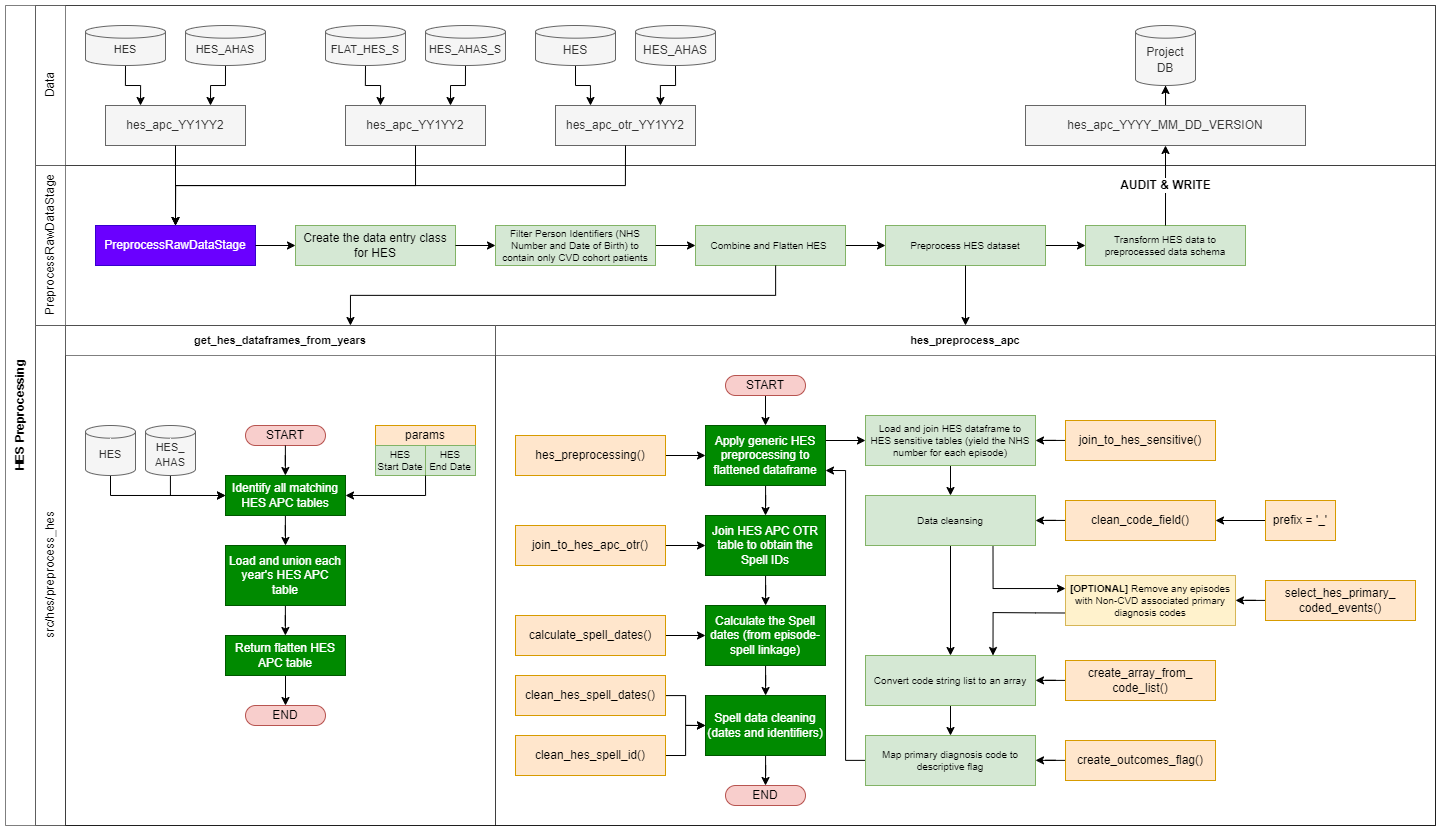 HES Preprocessing
Data
HES
HES_AHAS
FLAT_HES_S
HES_AHAS_S
HES
HES_AHAS
Project
DB
hes_apc_YY1YY2
hes_apc_YY1YY2
hes_apc_otr_YY1YY2
hes_apc_YYYY_MM_DD_VERSION
PreprocessRawDataStage
AUDIT & WRITE
PreprocessRawDataStage
Create the data entry class
for HES
Filter Person Identifiers (NHS
Number and Date of Birth) to
contain only CVD cohort patients
Combine and Flatten HES
Preprocess HES dataset
Transform HES data to
preprocessed data schema
src/hes/preprocess_hes
get_hes_dataframes_from_years
HES
HES_
AHAS
START
params
HES
Start Date
HES
End Date
Identify all matching
HES APC tables
Load and union each
year's HES APC
table
Return flatten HES
APC table
END
hes_preprocess_apc
START
hes_preprocessing()
Apply generic HES
preprocessing to
flattened dataframe
Load and join HES dataframe to
HES sensitive tables (yield the NHS
number for each episode)
join_to_hes_sensitive()
join_to_hes_apc_otr()
Join HES APC OTR
table to obtain the
Spell IDs
Data cleansing
clean_code_field()
prefix = '_'
calculate_spell_dates()
Calculate the Spell
dates (from episode-
spell linkage)
[OPTIONAL] Remove any episodes
with Non-CVD associated primary
diagnosis codes
select_hes_primary_
coded_events()
clean_hes_spell_dates()
clean_hes_spell_id()
Spell data cleaning
(dates and identifiers)
Convert code string list to an array
create_array_from_
code_list()
Map primary diagnosis code to
descriptive flag
create_outcomes_flag()
END